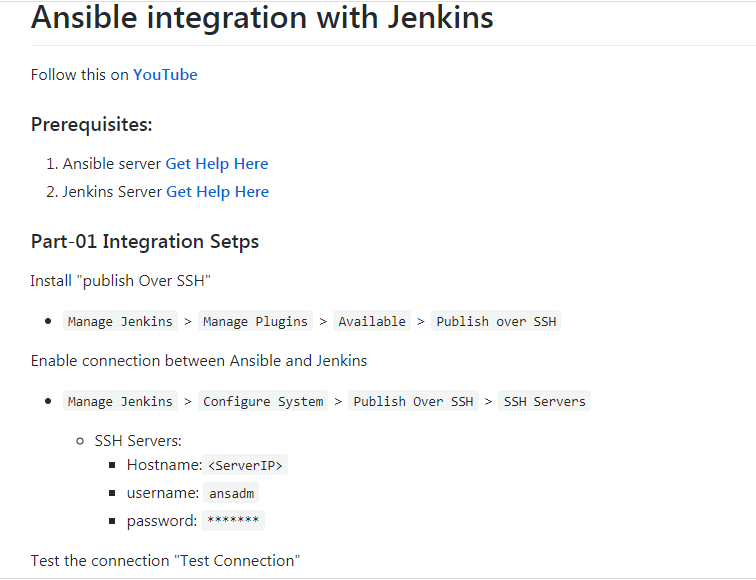 Ansible integration with Jenkins
Follow this on YouTube
Prerequisites:
1. Ansible server Get Help Here
2. Jenkins Server Get Help Here
Part-01 Integration Setps
Install "publish Over SSH"
• Manage Jenkins > Manage Plugins > Available > Publish over SSH
Enable connection between Ansible and Jenkins
• Manage Jenkins > Configure System > Publish Over SSH > SSH Servers
○ SSH Servers:
▪ Hostname: <ServerIP>
▪ username: ansadm
▪ password: *******
Test the connection "Test Connection"